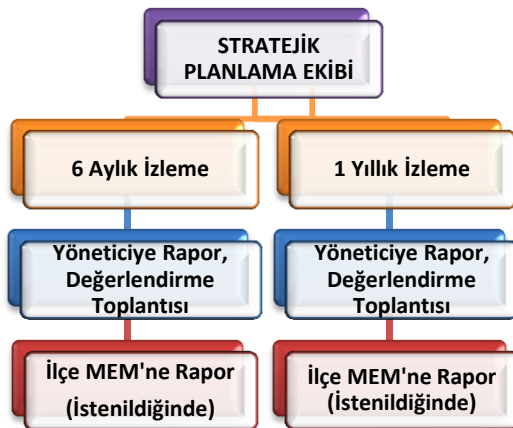 STRATEJİK
PLANLAMA EKİBİ
6 Aylık İzleme
1 Yıllık İzleme
Yöneticiye Rapor,
Değerlendirme
Toplantısı
Yöneticiye Rapor,
Değerlendirme
Toplantısı
İlçe MEM'ne Rapor
(İstenildiğinde)
İlçe MEM'ne Rapor
(İstenildiğinde)